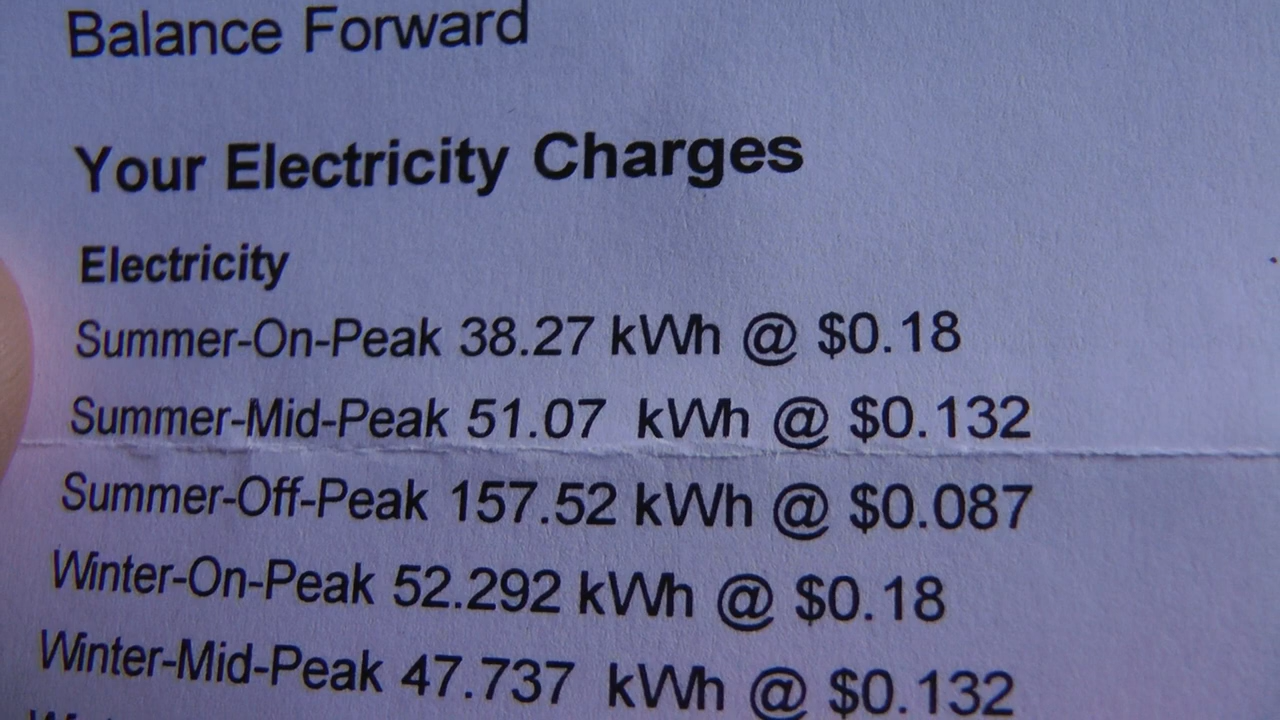 Balance Forward
Your Electricity Charges
Electricity
Summer-On-Peak 38.27 kWh @ $0.18
Summer-Mid-Peak 51.07 kWh @ $0.132
Summer-Off-Peak 157.52 kWh @ $0.087
Winter-On-Peak 52.292 kWh @ $0.18
Winter-Mid-Peak 47.737 kWh @ $0.132